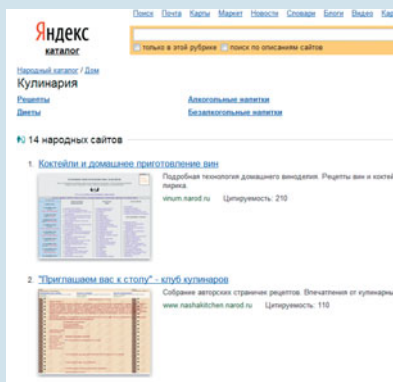 Поиск Почта Карты Маркет Новости Словари Блоги Видео
Яндекс
каталог
только в этой рубрике поиск по описаниям сайтов
Народный каталог / Дом
Кулинария
Рецепты Алкогольные напитки
Диеты Безалкогольные напитки
14 народных сайтов
1. Коктейли и домашнее приготовление вин
Подробная технология домашнего виноделия. Рецепты вин и
лирика.
vinum.narod.ru Цитируемость: 210
2. "Приглашаем вас к столу" - клуб кулинаров
Собрание авторских страничек рецептов. Впечатления от
www.nashakitchen.narod.ru Цитируемость: 110